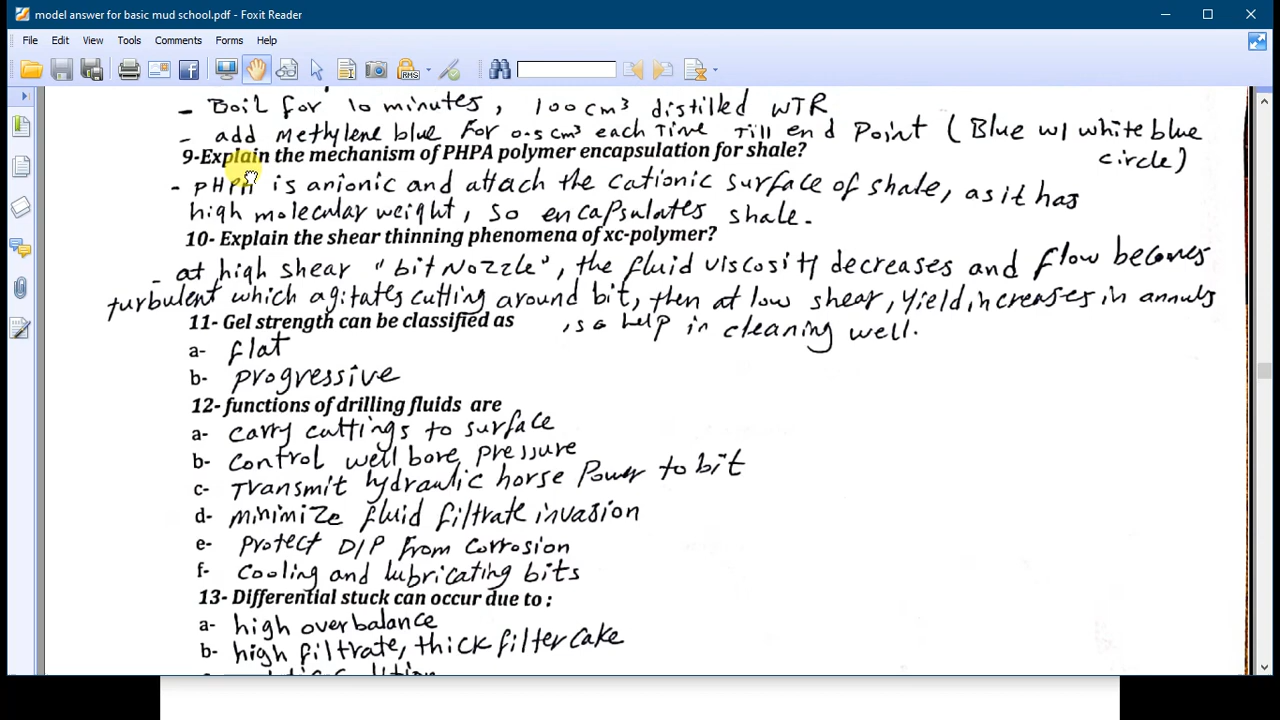 model answer for basic mud school.pdf - Foxit Reader
File Edit View Tools Comments Forms Help
- Boil for 10 minutes, 100 cm³ distilled WTR
- add Methylene blue For 0.5 cm³ each Time Till end Point (Blue w/ white blue
circle)
9-Explain the mechanism of PHPA polymer encapsulation for shale?
- PHPA is anionic and attach the cationic surface of shale, as it has
high molecular weight, so encapsulates shale.
10- Explain the shear thinning phenomena of xc-polymer?
- at high shear "bit Nozzle", the fluid viscosity decreases and flow becomes
turbulent which agitates cutting around bit, then at low shear, yield increases in annuls
, so help in cleaning well.
11- Gel strength can be classified as
a- flat
b- progressive
12- functions of drilling fluids are
a- carry cuttings to surface
b- control well bore pressure
c- Transmit hydraulic horse Power to bit
d- minimize fluid filtrate invasion
e- Protect D/P from Corrosion
f- Cooling and lubricating bits
13- Differential stuck can occur due to :
a- high overbalance
b- high filtrate, thick filter cake